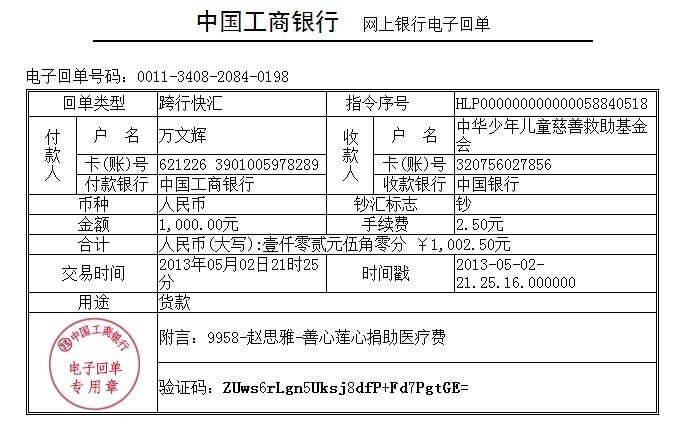 中国工商银行 网上银行电子回单
电子回单号码：0011-3408-2084-0198
回单类型 跨行快汇 指令序号 HLP000000000000058840518
付款人 户 名 万文辉 收款人 户 名 中华少年儿童慈善救助基金
会
卡(账)号 621226 3901005978289 卡(账)号 320756027856
付款银行 中国工商银行 收款银行 中国银行
币种 人民币 钞汇标志 钞
金额 1,000.00元 手续费 2.50元
合计 人民币(大写):壹仟零贰元伍角零分 ￥1,002.50元
交易时间 2013年05月02日21时25
分 时间戳 2013-05-02-
21.25.16.000000
用途 货款
中国工商银行
电子回单
专用章
附言：9958-赵思雅-善心莲心捐助医疗费
验证码：ZUws6rLgn5Uksj8dfP+Fd7PgtGE=